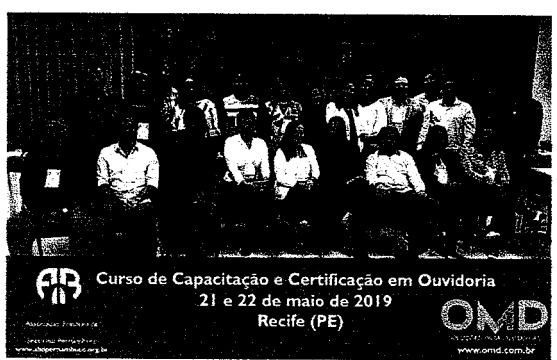 Curso de Capacitação e Certificação em Ouvidoria
21 e 22 de maio de 2019
Recife (PE)
OMD
www.omd.com.br